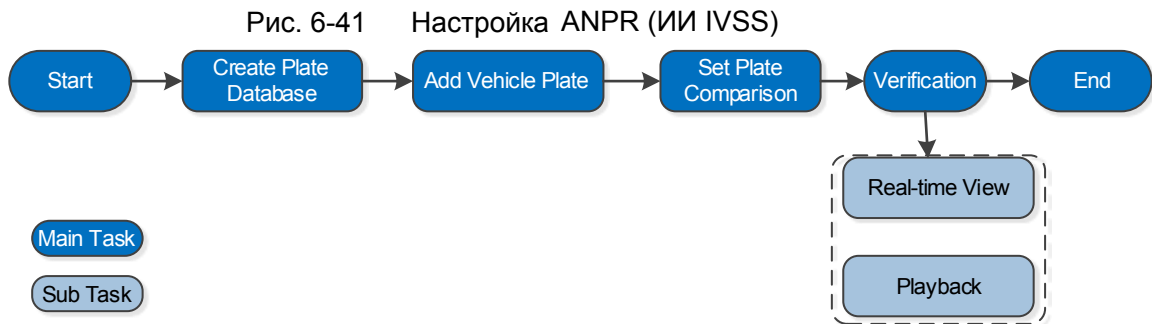 Рис. 6-41 Настройка ANPR (ИИ IVSS)
Start
Create Plate
Database
Add Vehicle Plate
Set Plate
Comparison
Verification
End
Real-time View
Playback
Main Task
Sub Task